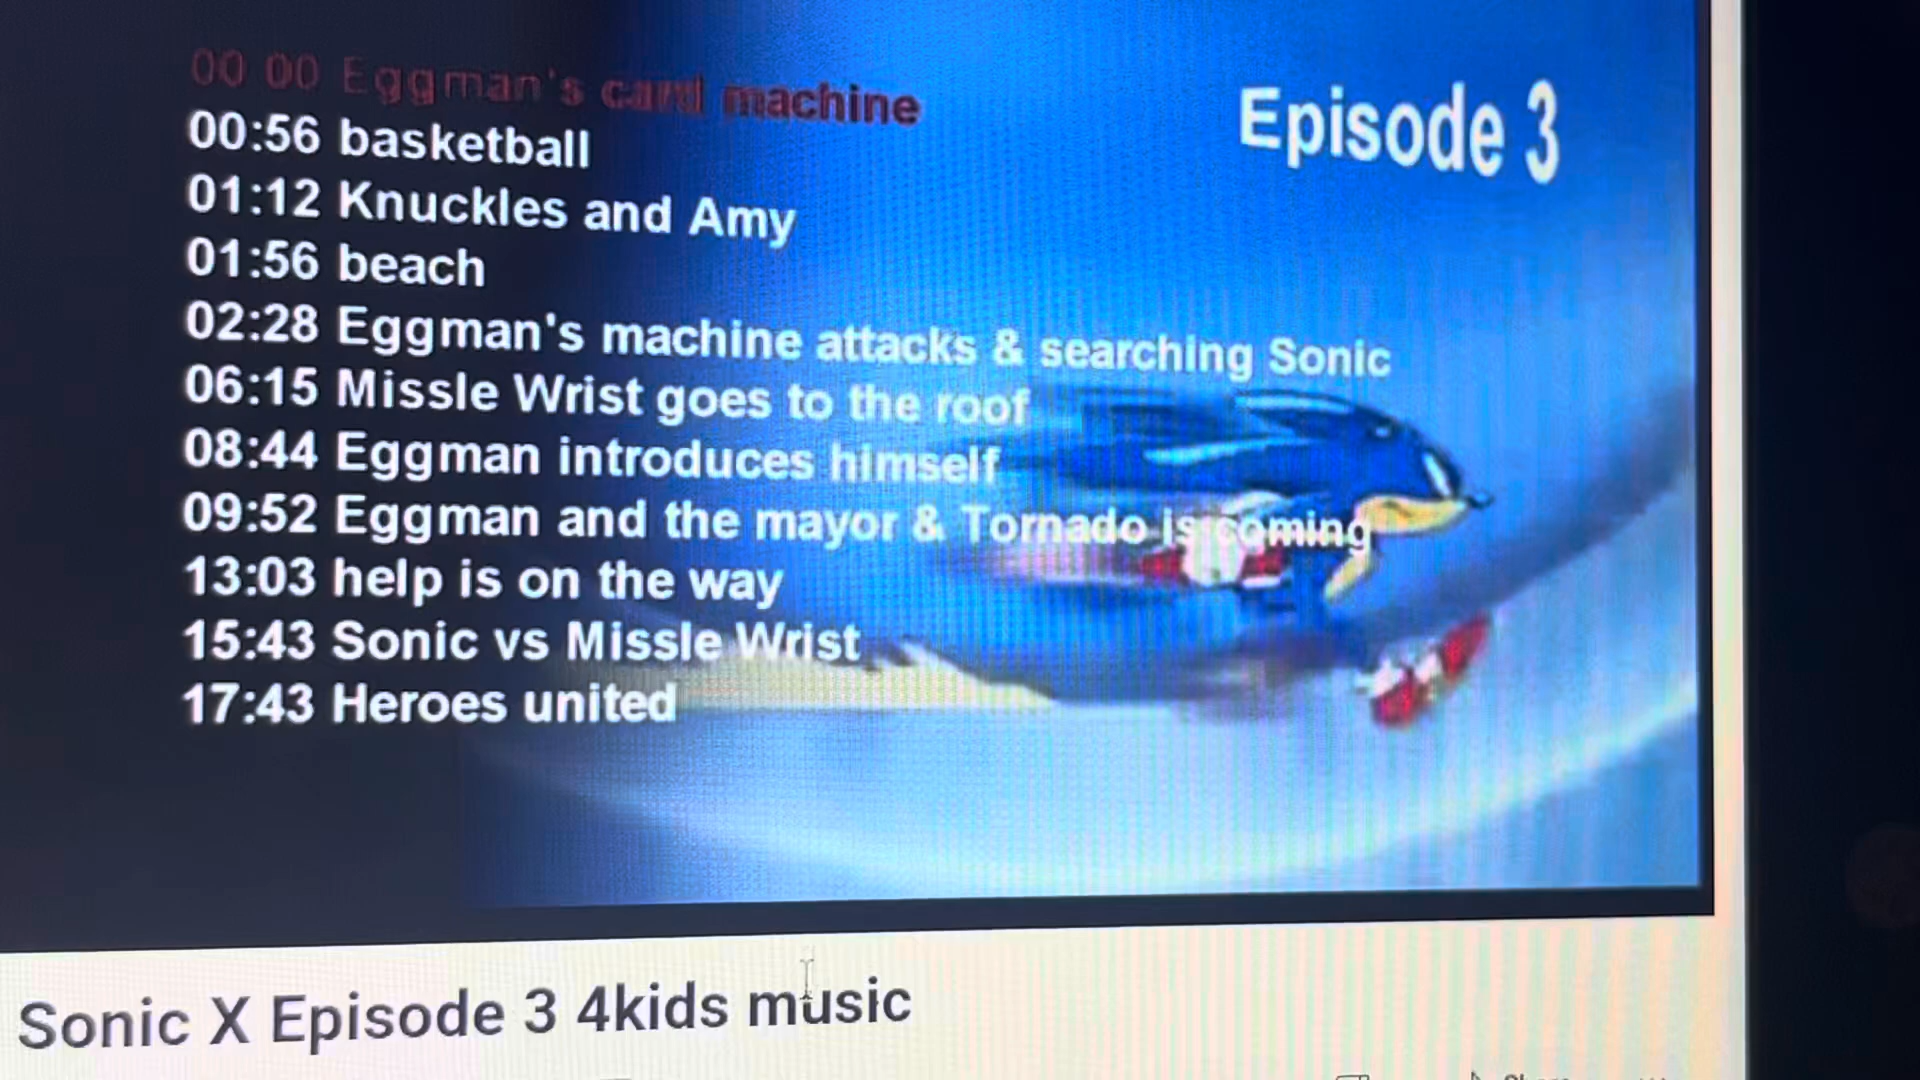 00 00 Eggman's card machine
Episode 3
00:56 basketball
01:12 Knuckles and Amy
01:56 beach
02:28 Eggman's machine attacks & searching Sonic
06:15 Missle Wrist goes to the roof
08:44 Eggman introduces himself
09:52 Eggman and the mayor & Tornado is coming
13:03 help is on the way
15:43 Sonic vs Missle Wrist
17:43 Heroes united
Sonic X Episode 3 4kids music